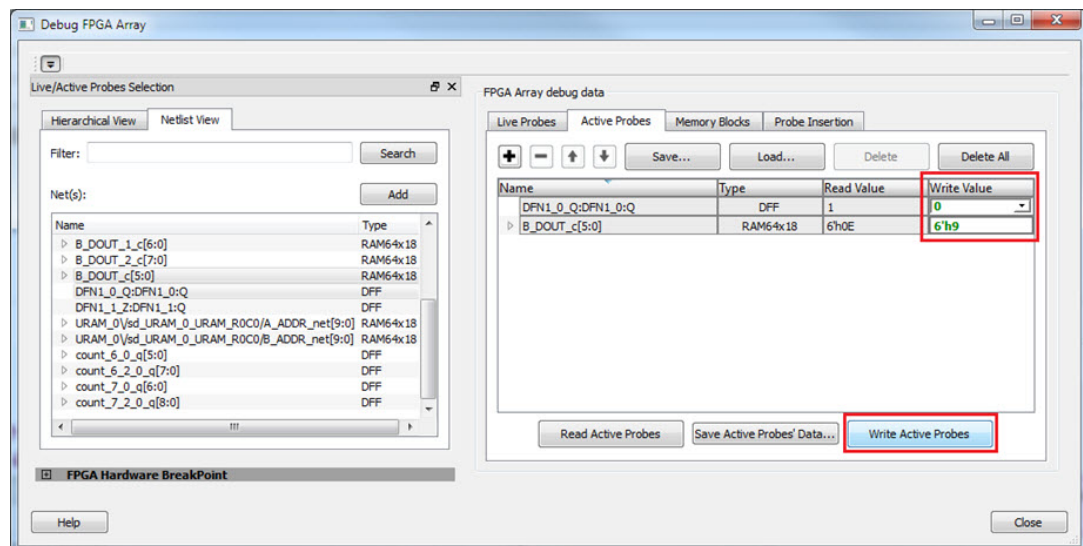 Debug FPGA Array
Live/Active Probes Selection
Hierarchical View Netlist View
Filter: Search
Net(s): Add
Name Type
B_DOUT_1_c[6:0] RAM64x18
B_DOUT_2_c[7:0] RAM64x18
B_DOUT_c[5:0] RAM64x18
DFN1_0_Q:DFN1_0:Q DFF
DFN1_1_Z:DFN1_1:Q DFF
URAM_0\/sd_URAM_0_URAM_R0C0/A_ADDR_net[9:0] RAM64x18
URAM_0\/sd_URAM_0_URAM_R0C0/B_ADDR_net[9:0] RAM64x18
count_6_0_q[5:0] DFF
count_6_2_0_q[7:0] DFF
count_7_0_q[6:0] DFF
count_7_2_0_q[8:0] DFF
FPGA Hardware BreakPoint
FPGA Array debug data
Live Probes Active Probes Memory Blocks Probe Insertion
Save... Load... Delete Delete All
Name Type Read Value Write Value
DFN1_0_Q:DFN1_0:Q DFF 1 0
B_DOUT_c[5:0] RAM64x18 6'h0E 6'h9
Read Active Probes Save Active Probes' Data... Write Active Probes
Help Close